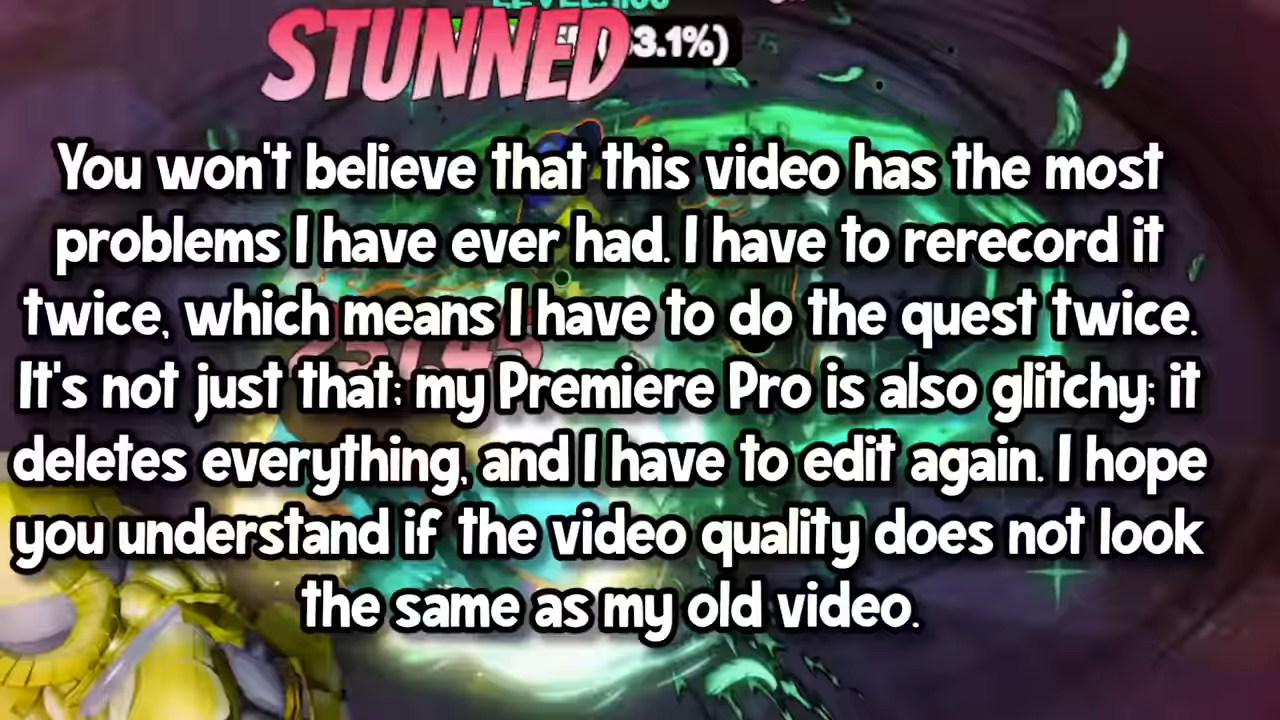 STUNNED
3.1%)
You won't believe that this video has the most
problems I have ever had. I have to rerecord it
twice, which means I have to do the quest twice.
It's not just that; my Premiere Pro is also glitchy; it
deletes everything, and I have to edit again. I hope
you understand if the video quality does not look
the same as my old video.